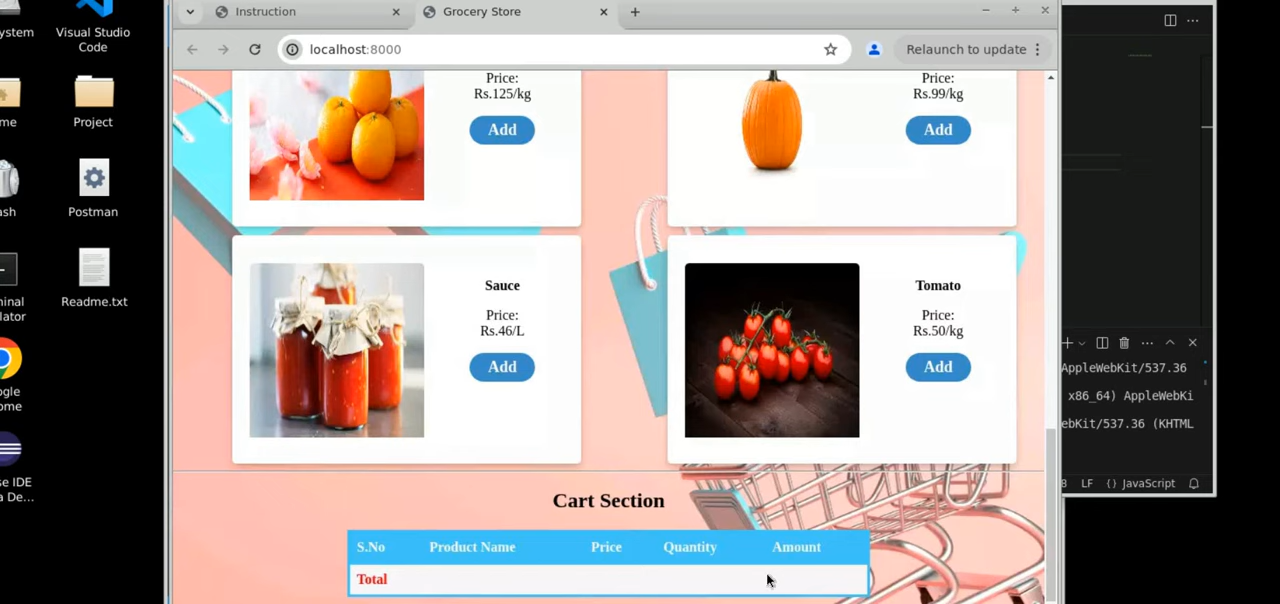 Instruction
Grocery Store
localhost:8000
Relaunch to update
ystem
Visual Studio
Code
me
Project
ash
Postman
minal
lator
Readme.txt
ogle
ome
se IDE
a De...
Price:
Rs.125/kg
Add
Price:
Rs.99/kg
Add
Sauce
Price:
Rs.46/L
Add
Tomato
Price:
Rs.50/kg
Add
Cart Section
S.No Product Name Price Quantity Amount
Total
AppleWebKit/537.36
x86_64) AppleWebKi
ebKit/537.36 (KHTML
8 LF {} JavaScript